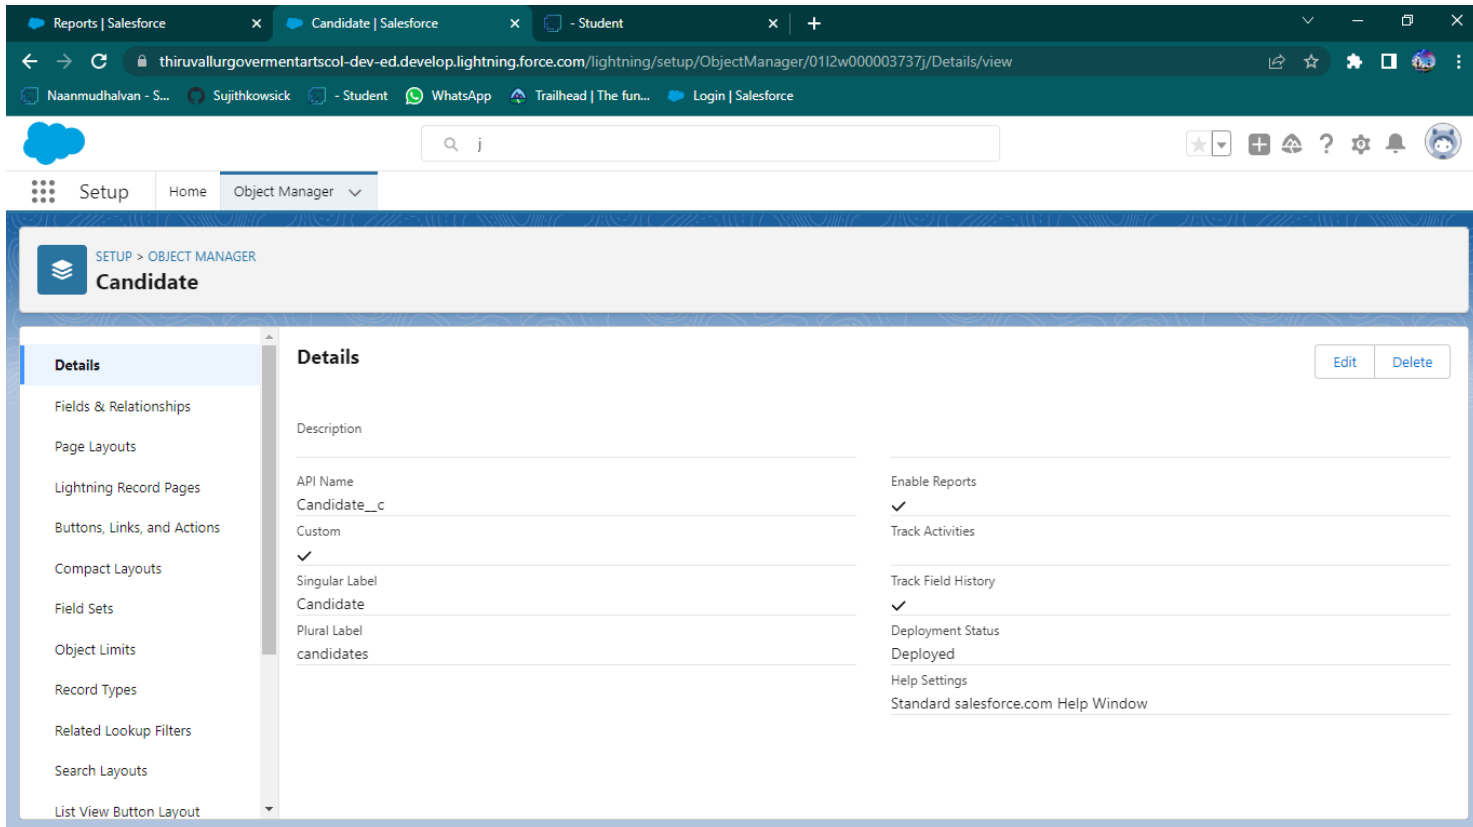 Reports | Salesforce
Candidate | Salesforce
- Student
thiruvallurgovermentartscol-dev-ed.develop.lightning.force.com/lightning/setup/ObjectManager/01I2w000003737j/Details/view
Naanmudhalvan - S...
Sujithkowsick
- Student
WhatsApp
Trailhead | The fun...
Login | Salesforce
j
Setup
Home
Object Manager
SETUP > OBJECT MANAGER
Candidate
Details
Fields & Relationships
Page Layouts
Lightning Record Pages
Buttons, Links, and Actions
Compact Layouts
Field Sets
Object Limits
Record Types
Related Lookup Filters
Search Layouts
List View Button Layout
Details
Edit
Delete
Description
API Name
Candidate__c
Custom
Singular Label
Candidate
Plural Label
candidates
Enable Reports
Track Activities
Track Field History
Deployment Status
Deployed
Help Settings
Standard salesforce.com Help Window